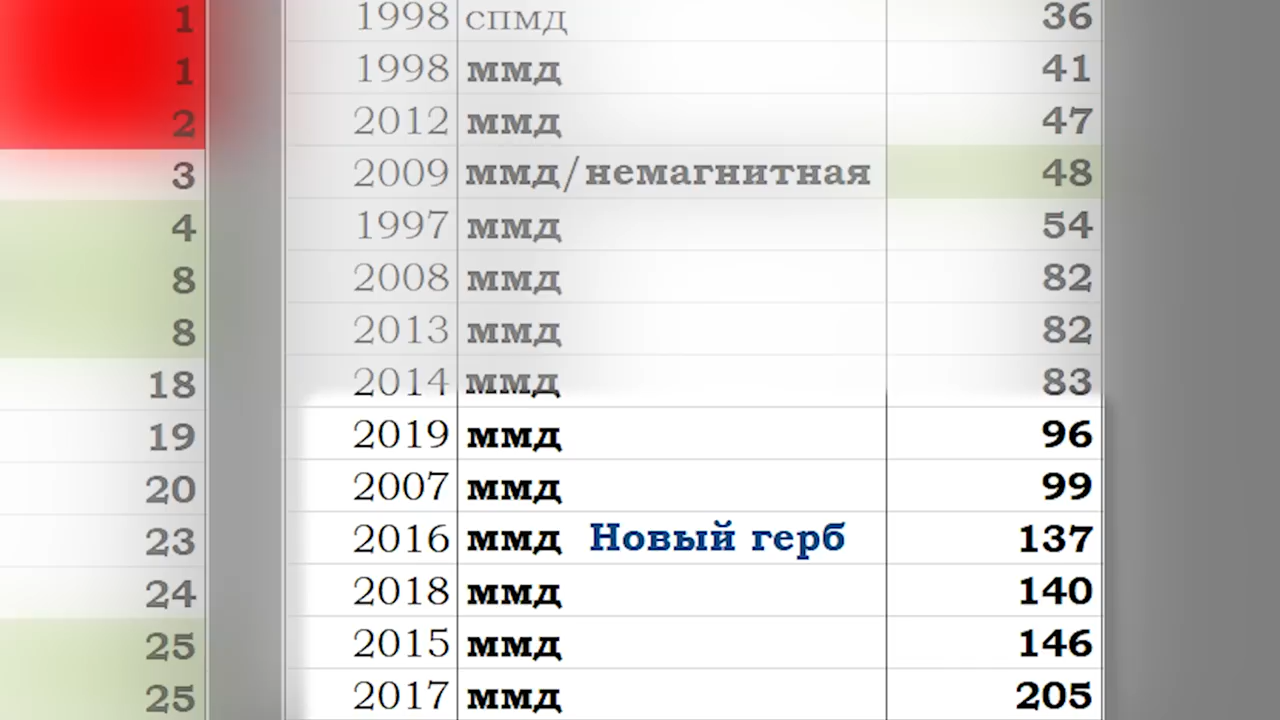 1 1998 спмд 36
1 1998 ммд 41
2 2012 ммд 47
3 2009 ммд/немагнитная 48
4 1997 ммд 54
8 2008 ммд 82
8 2013 ммд 82
18 2014 ммд 83
19 2019 ммд 96
20 2007 ммд 99
23 2016 ммд Новый герб 137
24 2018 ммд 140
25 2015 ммд 146
25 2017 ммд 205